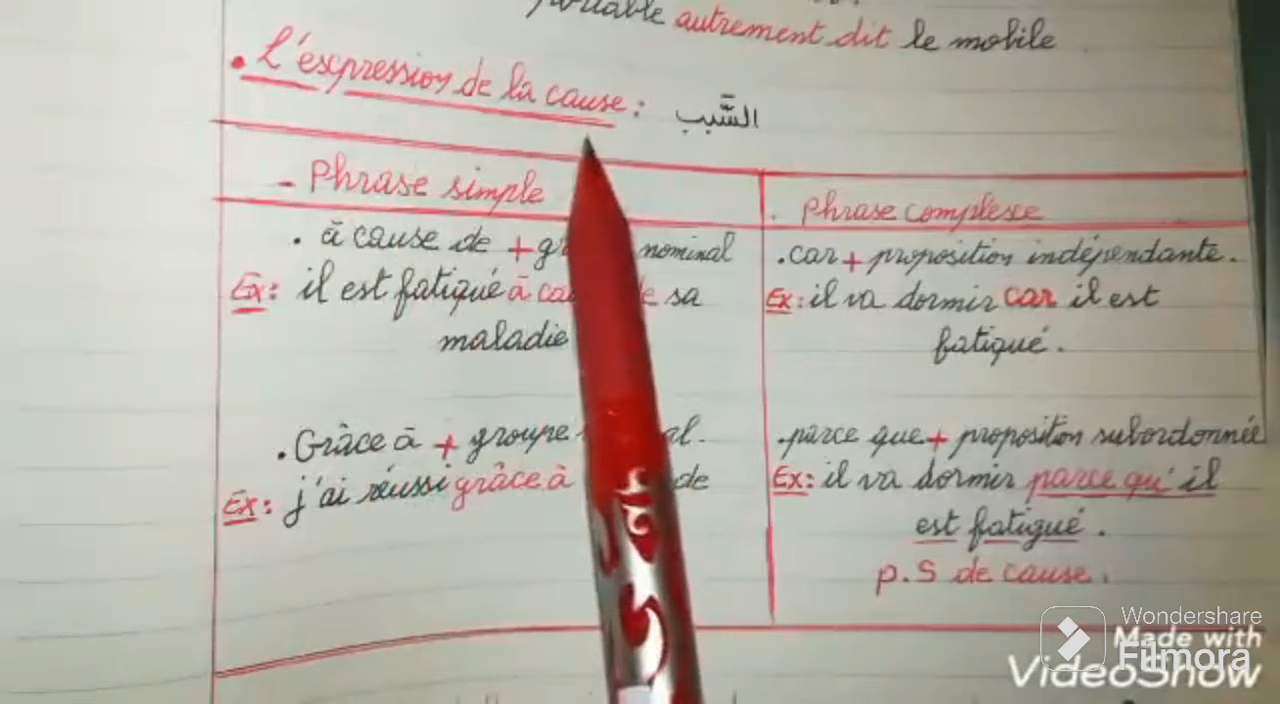 autrement dit le mobile
• L'expression de la cause : السَّبب
- Phrase simple
. à cause de + nominal
Ex: il est fatigué à sa
maladie
. Grâce à + groupe
Ex: j'ai réussi grâce à de
. Phrase complexe
. car + proposition indépendante.
Ex: il va dormir car il est
fatigué.
. parce que + proposition subordonnée
Ex: il va dormir parce qu'il
est fatigué.
p.S de cause.
Wondershare
Filmora
Made with
VideoShow